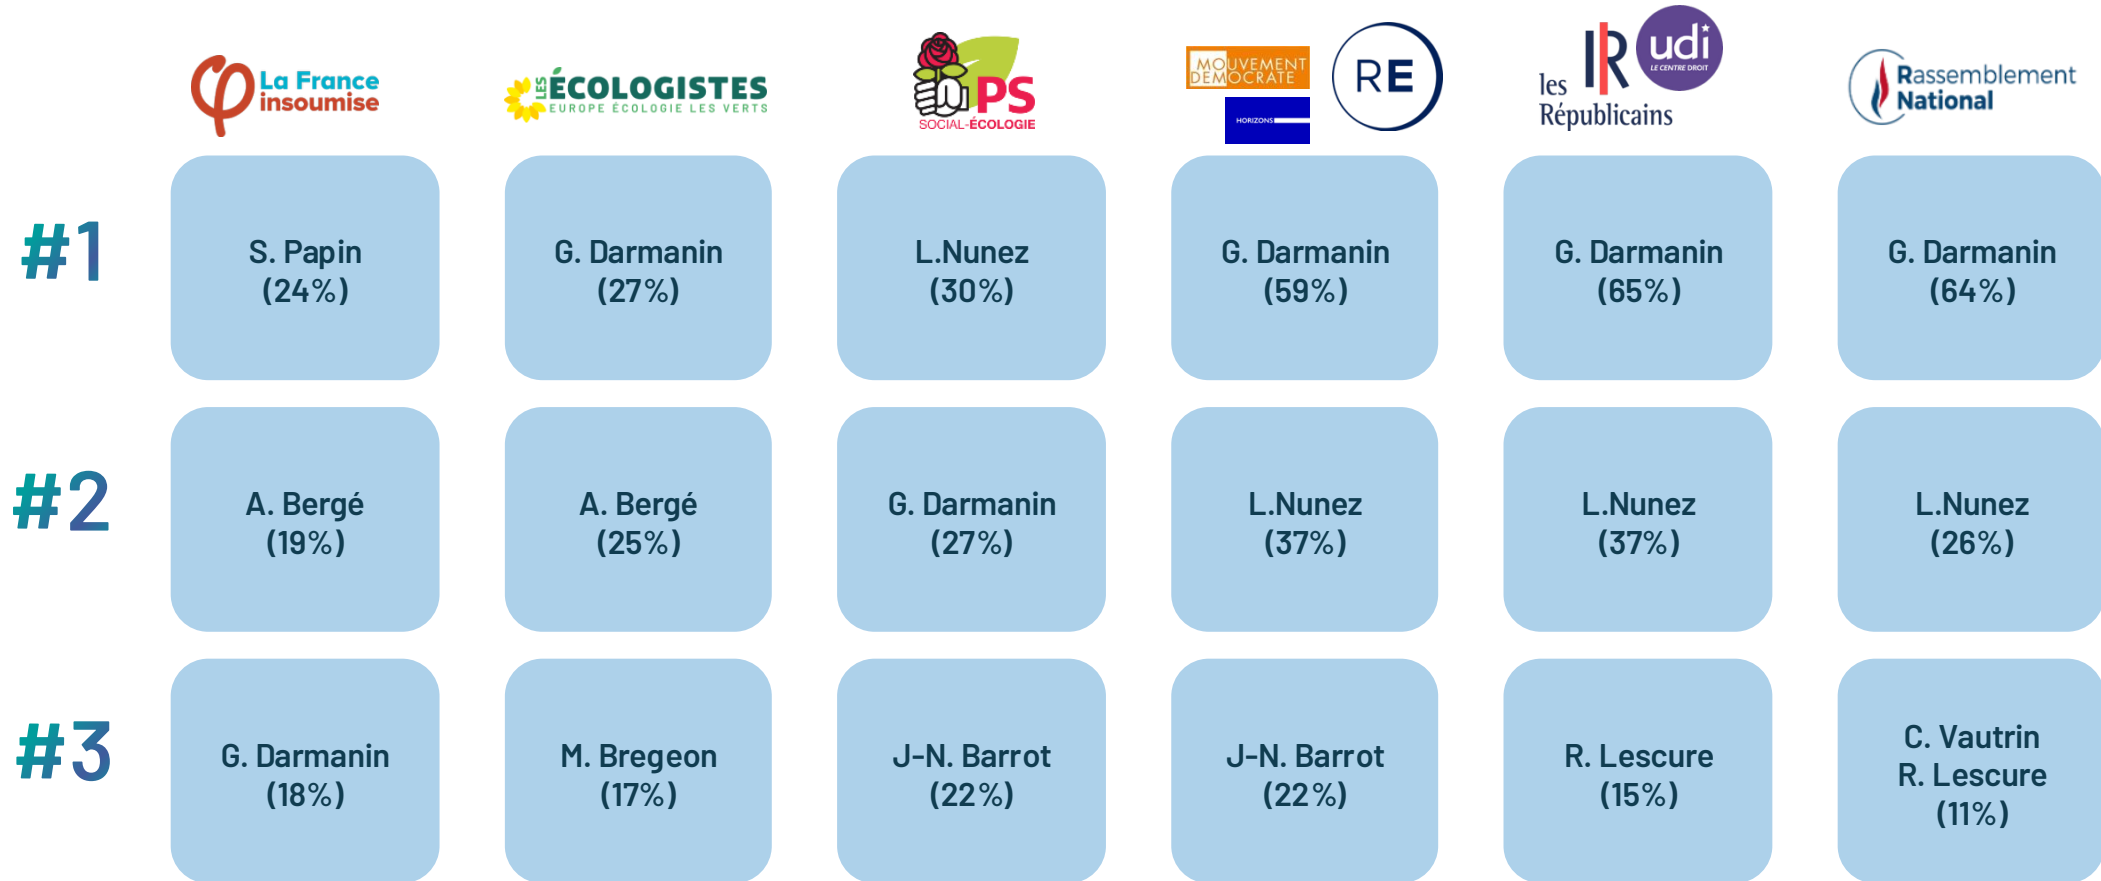 La France
insoumise
LES ÉCOLOGISTES
EUROPE ÉCOLOGIE LES VERTS
PS
SOCIAL-ÉCOLOGIE
MOUVEMENT
DÉMOCRATE
HORIZONS
RE
les
Républicains
lR
udi
LE CENTRE DROIT
Rassemblement
National
#1
S. Papin
(24%)
G. Darmanin
(27%)
L.Nunez
(30%)
G. Darmanin
(59%)
G. Darmanin
(65%)
G. Darmanin
(64%)
#2
A. Bergé
(19%)
A. Bergé
(25%)
G. Darmanin
(27%)
L.Nunez
(37%)
L.Nunez
(37%)
L.Nunez
(26%)
#3
G. Darmanin
(18%)
M. Bregeon
(17%)
J-N. Barrot
(22%)
J-N. Barrot
(22%)
R. Lescure
(15%)
C. Vautrin
R. Lescure
(11%)